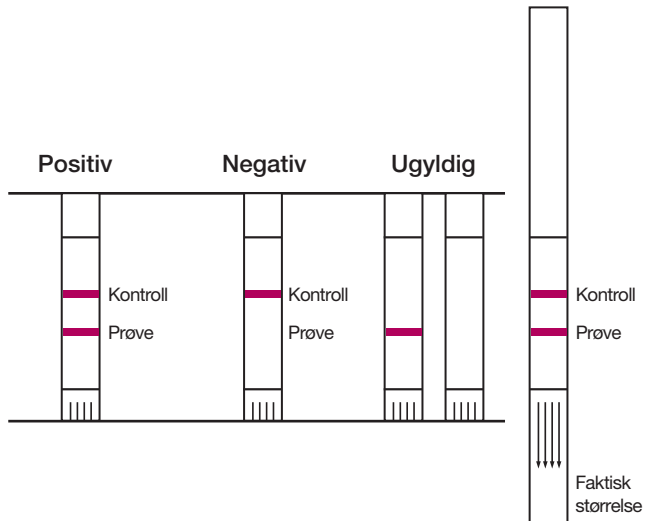 Positiv
Negativ
Ugyldig
Kontroll
Kontroll
Kontroll
Prøve
Prøve
Prøve
Faktisk
størrelse